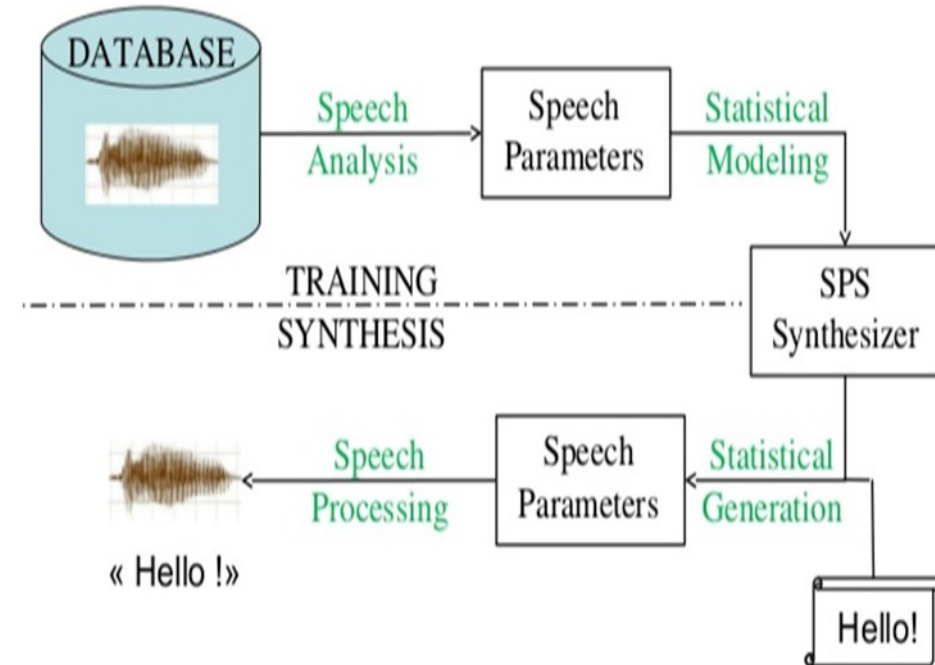 DATABASE
Speech
Analysis
Speech
Parameters
Statistical
Modeling
TRAINING
SYNTHESIS
SPS
Synthesizer
Speech
Processing
Speech
Parameters
Statistical
Generation
« Hello !»
Hello!